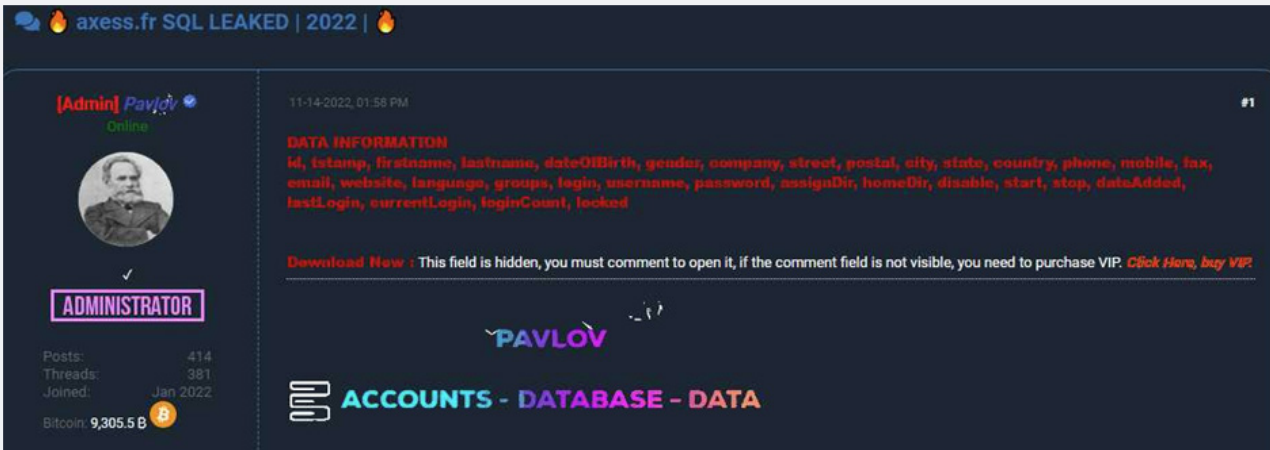 axess.fr SQL LEAKED | 2022 |
[Admin] Pavlov
Online
ADMINISTRATOR
Posts: 414
Threads: 381
Joined: Jan 2022
Bitcoin: 9,305.5 B
11-14-2022, 01:58 PM
#1
DATA INFORMATION
id, tstamp, firstname, lastname, dateOfBirth, gender, company, street, postal, city, state, country, phone, mobile, fax,
email, website, language, groups, login, username, password, assignDir, homeDir, disable, start, stop, dateAdded,
lastLogin, currentLogin, loginCount, locked
Download Now : This field is hidden, you must comment to open it, if the comment field is not visible, you need to purchase VIP. Click Here, buy VIP.
PAVLOV
ACCOUNTS - DATABASE - DATA